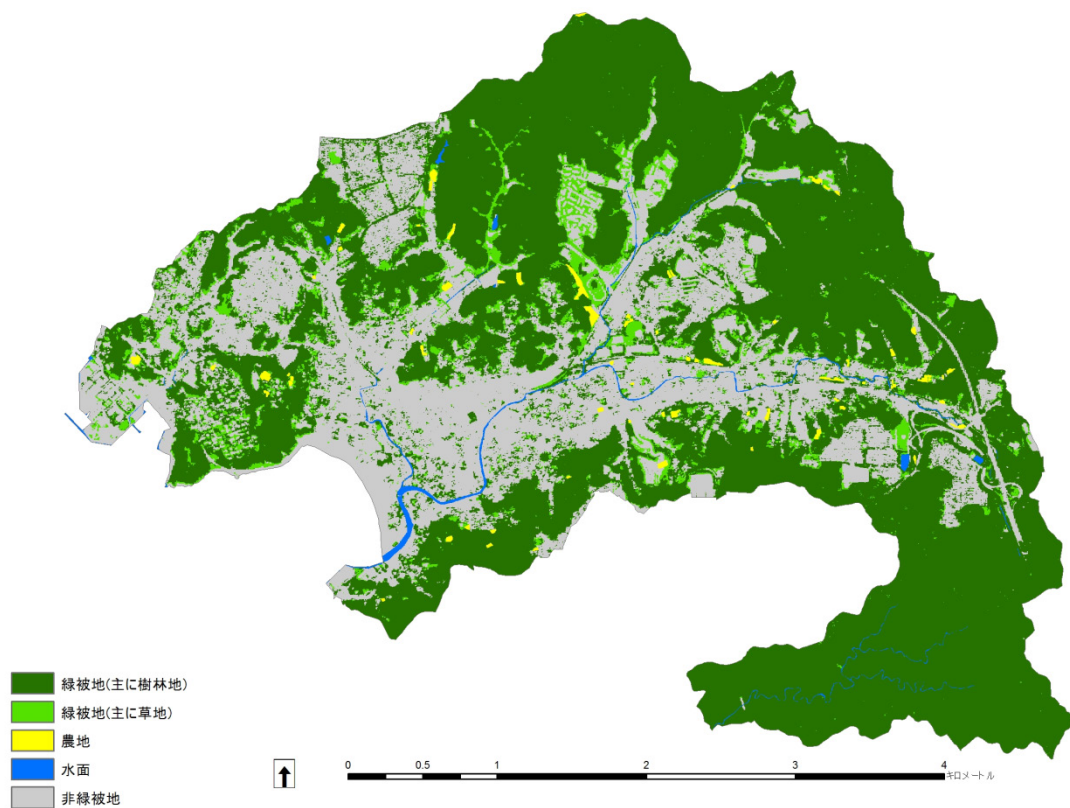 緑被地(主に樹林地)
緑被地(主に草地)
農地
水面
非緑被地
0 0.5 1 2 3 4
キロメートル